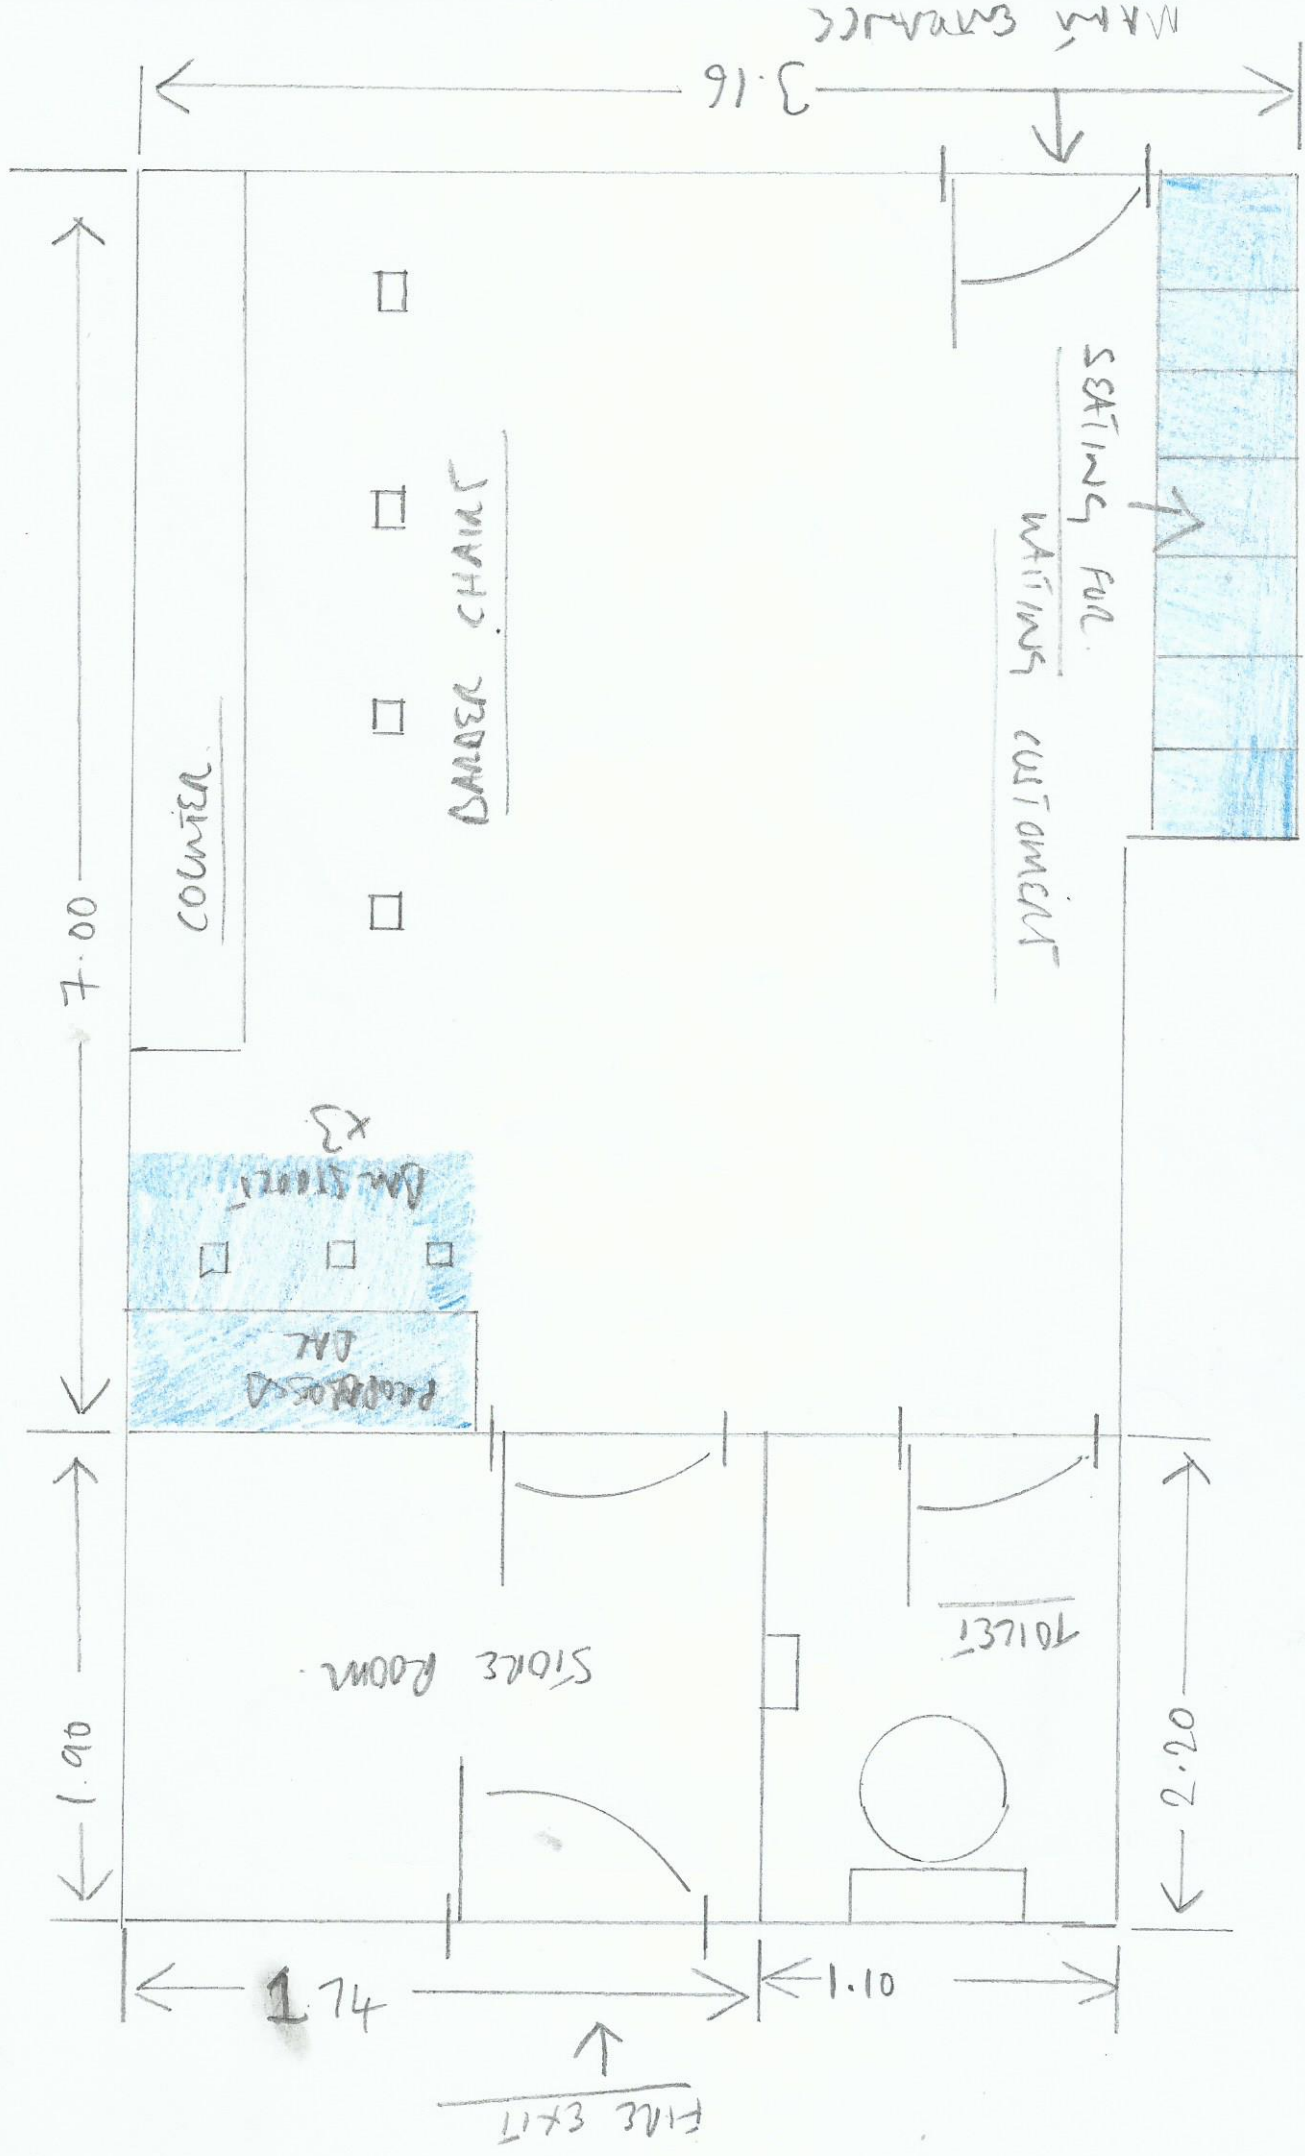 MAIN ENTRANCE
3.16
7.00
COUNTER
BARBER CHAIRS
SEATING FOR
WAITING CUSTOMERS
BAR STOOLS
x3
PROPOSED
BAR
STORE ROOM
TOILET
1.90
2.20
1.74
1.10
FIRE EXIT